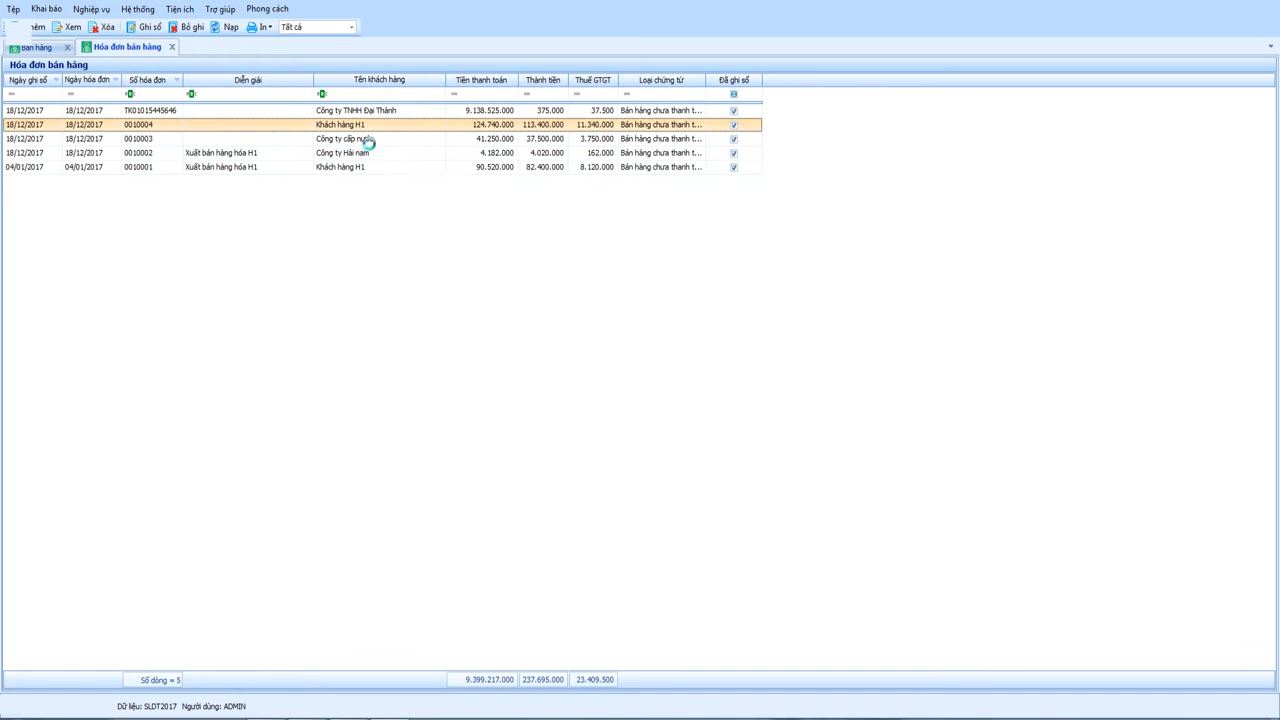 Tệp Khai báo Nghiệp vụ Hệ thống Tiện ích Trợ giúp Phong cách
Xem Xóa Ghi sổ Bỏ ghi Nạp In Tất cả
Bán hàng Hóa đơn bán hàng
Hóa đơn bán hàng
Ngày ghi sổ Ngày hóa đơn Số hóa đơn Diễn giải Tên khách hàng Tiền thanh toán Thành tiền Thuế GTGT Loại chứng từ Đã ghi sổ
18/12/2017 18/12/2017 TK01015445646 Công ty TNHH Đại Thành 9.138.525.000 375.000 37.500 Bán hàng chưa thanh t...
18/12/2017 18/12/2017 0010004 Khách hàng H1 124.740.000 113.400.000 11.340.000 Bán hàng chưa thanh t...
18/12/2017 18/12/2017 0010003 Công ty cấp nước 41.250.000 37.500.000 3.750.000 Bán hàng chưa thanh t...
18/12/2017 18/12/2017 0010002 Xuất bán hàng hóa H1 Công ty Hải nam 4.182.000 4.020.000 162.000 Bán hàng chưa thanh t...
04/01/2017 04/01/2017 0010001 Xuất bán hàng hóa H1 Khách hàng H1 90.520.000 82.400.000 8.120.000 Bán hàng chưa thanh t...
Số dòng = 5 9.399.217.000 237.695.000 23.409.500
Dữ liệu: SLDT2017 Người dùng: ADMIN